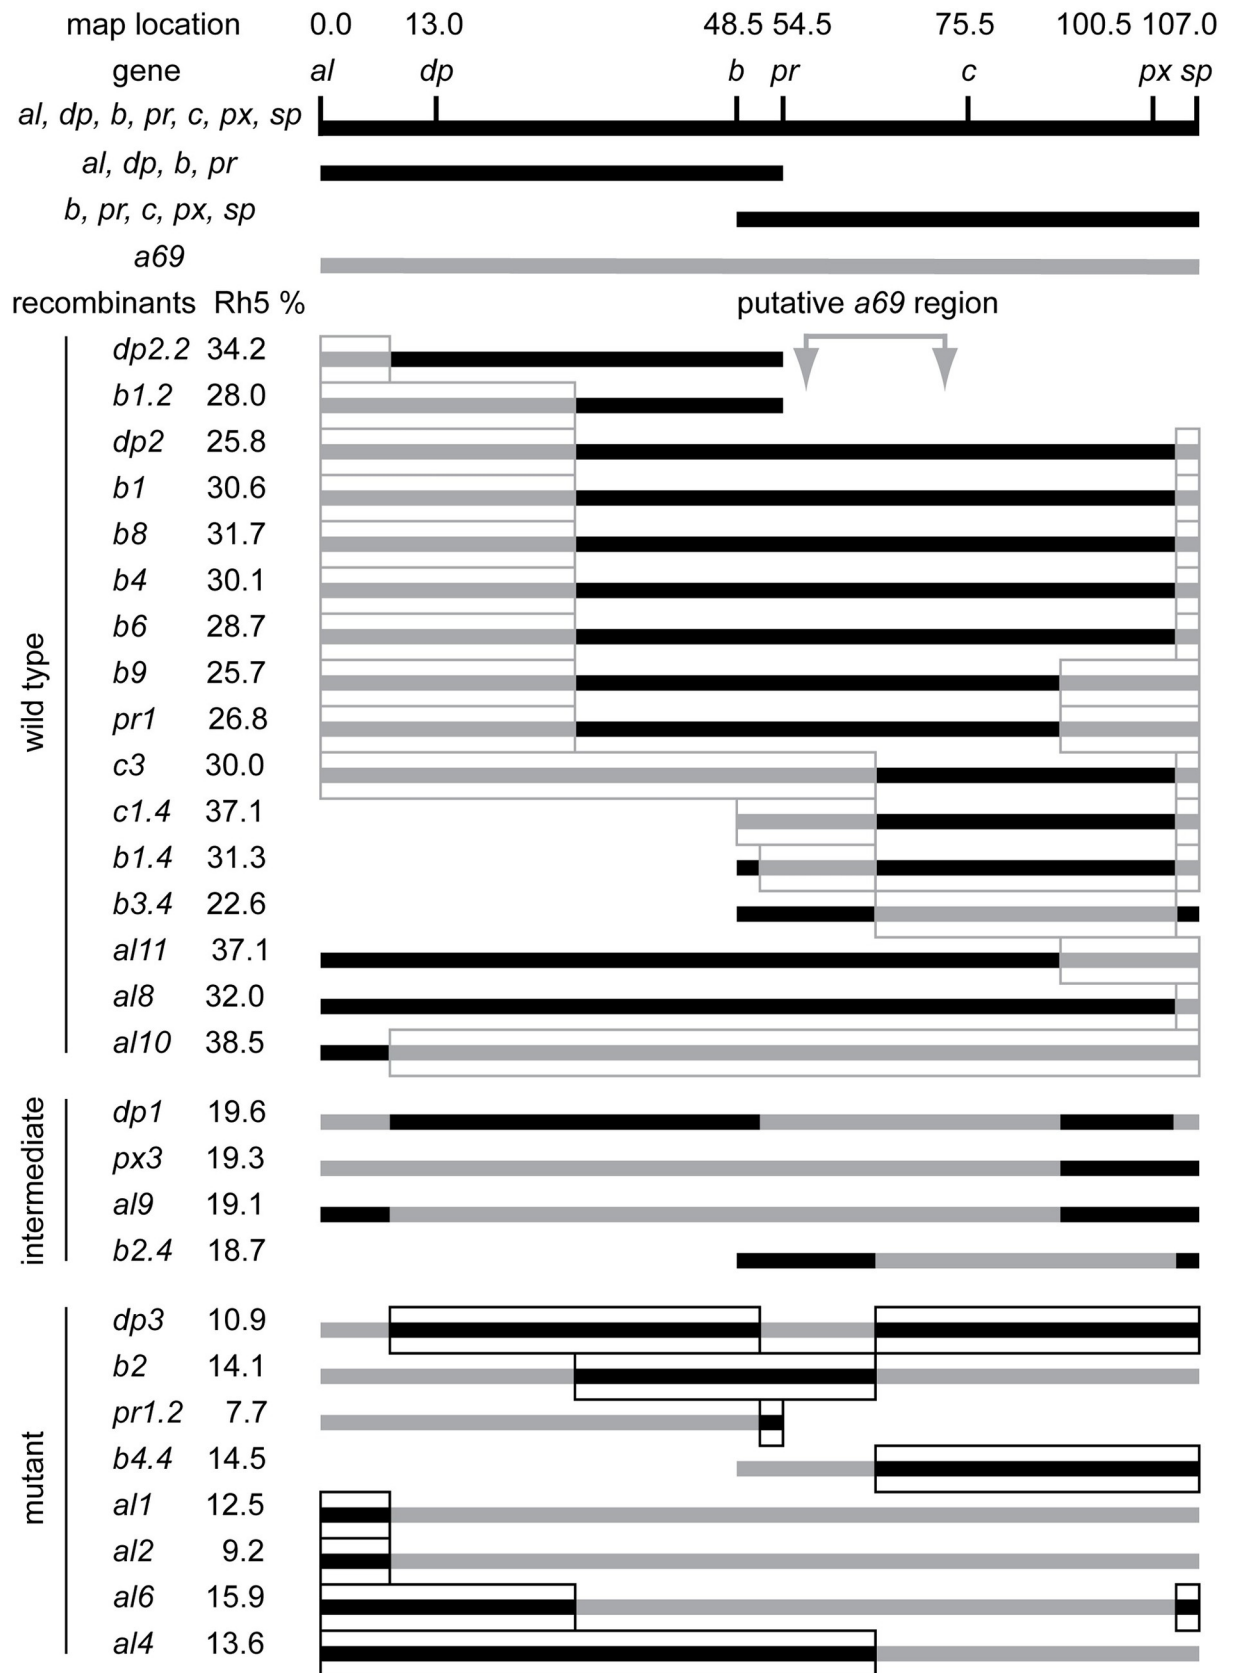 map location 0.0 13.0 48.5 54.5 75.5 100.5 107.0
gene al dp b pr c px sp
al, dp, b, pr, c, px, sp
al, dp, b, pr
b, pr, c, px, sp
a69
recombinants Rh5 % putative a69 region
wild type
dp2.2 34.2
b1.2 28.0
dp2 25.8
b1 30.6
b8 31.7
b4 30.1
b6 28.7
b9 25.7
pr1 26.8
c3 30.0
c1.4 37.1
b1.4 31.3
b3.4 22.6
al11 37.1
al8 32.0
al10 38.5
intermediate
dp1 19.6
px3 19.3
al9 19.1
b2.4 18.7
mutant
dp3 10.9
b2 14.1
pr1.2 7.7
b4.4 14.5
al1 12.5
al2 9.2
al6 15.9
al4 13.6